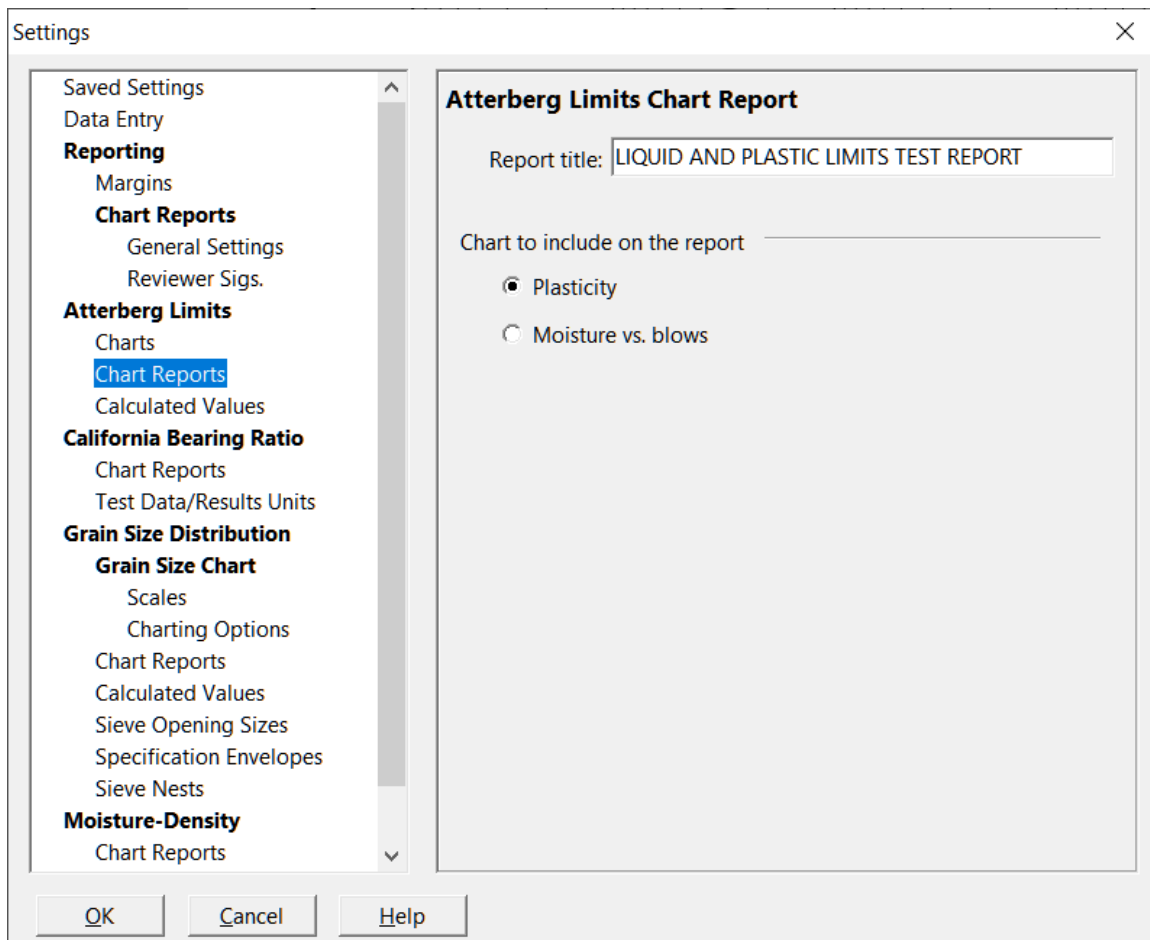 Settings
Saved Settings
Data Entry
Reporting
Margins
Chart Reports
General Settings
Reviewer Sigs.
Atterberg Limits
Charts
Chart Reports
Calculated Values
California Bearing Ratio
Chart Reports
Test Data/Results Units
Grain Size Distribution
Grain Size Chart
Scales
Charting Options
Chart Reports
Calculated Values
Sieve Opening Sizes
Specification Envelopes
Sieve Nests
Moisture-Density
Chart Reports
Atterberg Limits Chart Report
Report title: LIQUID AND PLASTIC LIMITS TEST REPORT
Chart to include on the report
Plasticity
Moisture vs. blows
OK Cancel Help